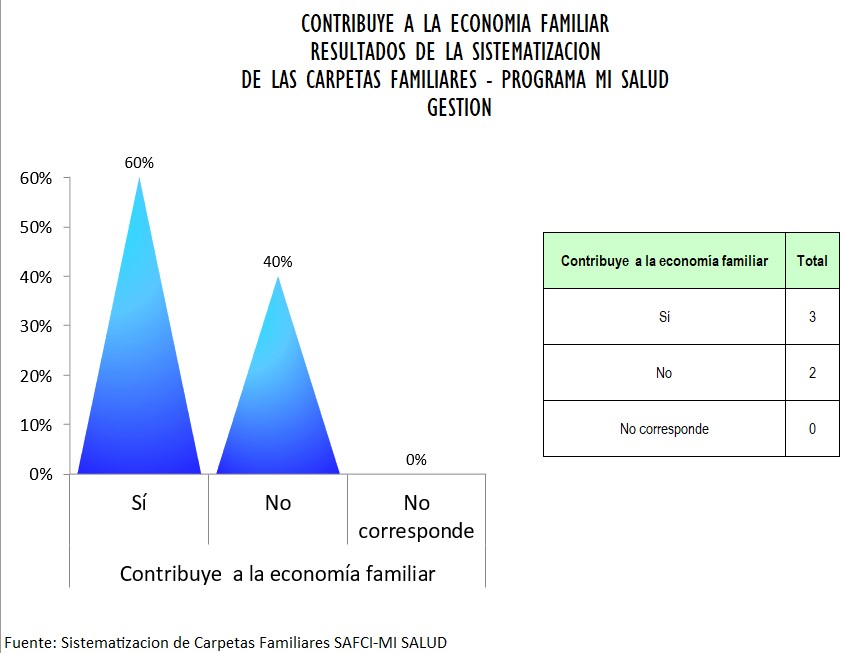 CONTRIBUYE A LA ECONOMIA FAMILIAR
RESULTADOS DE LA SISTEMATIZACION
DE LAS CARPETAS FAMILIARES - PROGRAMA MI SALUD
GESTION
60%
50%
40%
30%
20%
10%
0%
60%
40%
0%
Sí
No
No
corresponde
Contribuye a la economía familiar
Contribuye a la economía familiar Total
Si 3
No 2
No corresponde 0
Fuente: Sistematizacion de Carpetas Familiares SAFCI-MI SALUD